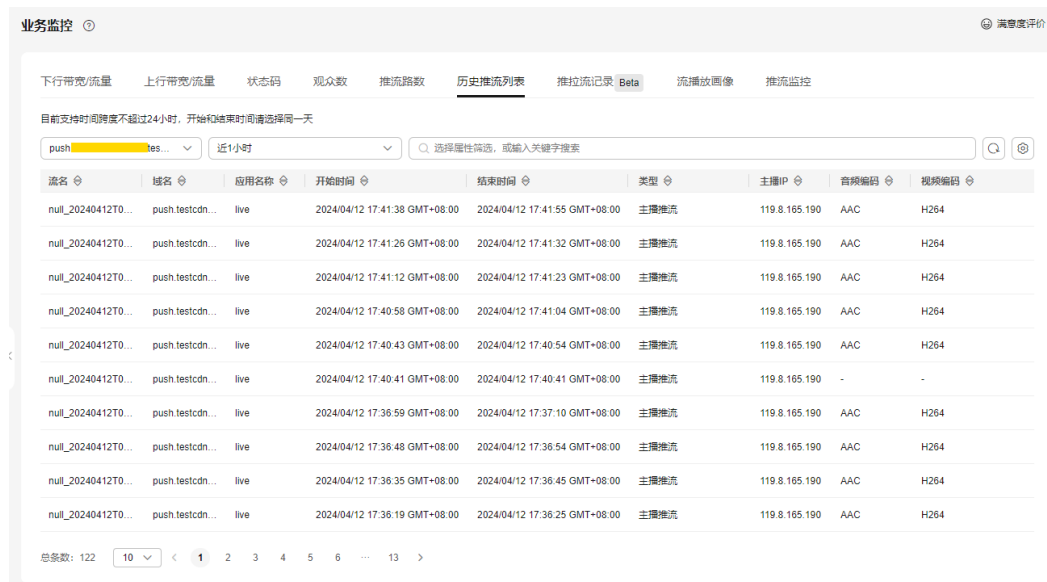 业务监控
满意度评价
下行带宽/流量 上行带宽/流量 状态码 观众数 推流路数 历史推流列表 推拉流记录 Beta 流播放画像 推流监控
目前支持时间跨度不超过24小时，开始和结束时间请选择同一天
push tes... 近1小时 选择属性筛选，或输入关键字搜索
流名 域名 应用名称 开始时间 结束时间 类型 主播IP 音频编码 视频编码
null_20240412T0... push.testcdn... live 2024/04/12 17:41:38 GMT+08:00 2024/04/12 17:41:55 GMT+08:00 主播推流 119.8.165.190 AAC H264
null_20240412T0... push.testcdn... live 2024/04/12 17:41:26 GMT+08:00 2024/04/12 17:41:32 GMT+08:00 主播推流 119.8.165.190 AAC H264
null_20240412T0... push.testcdn... live 2024/04/12 17:41:12 GMT+08:00 2024/04/12 17:41:23 GMT+08:00 主播推流 119.8.165.190 AAC H264
null_20240412T0... push.testcdn... live 2024/04/12 17:40:58 GMT+08:00 2024/04/12 17:41:04 GMT+08:00 主播推流 119.8.165.190 AAC H264
null_20240412T0... push.testcdn... live 2024/04/12 17:40:43 GMT+08:00 2024/04/12 17:40:54 GMT+08:00 主播推流 119.8.165.190 AAC H264
null_20240412T0... push.testcdn... live 2024/04/12 17:40:41 GMT+08:00 2024/04/12 17:40:41 GMT+08:00 主播推流 119.8.165.190 - -
null_20240412T0... push.testcdn... live 2024/04/12 17:36:59 GMT+08:00 2024/04/12 17:37:10 GMT+08:00 主播推流 119.8.165.190 AAC H264
null_20240412T0... push.testcdn... live 2024/04/12 17:36:48 GMT+08:00 2024/04/12 17:36:54 GMT+08:00 主播推流 119.8.165.190 AAC H264
null_20240412T0... push.testcdn... live 2024/04/12 17:36:35 GMT+08:00 2024/04/12 17:36:45 GMT+08:00 主播推流 119.8.165.190 AAC H264
null_20240412T0... push.testcdn... live 2024/04/12 17:36:19 GMT+08:00 2024/04/12 17:36:25 GMT+08:00 主播推流 119.8.165.190 AAC H264
总条数：122 10 < 1 2 3 4 5 6 ... 13 >